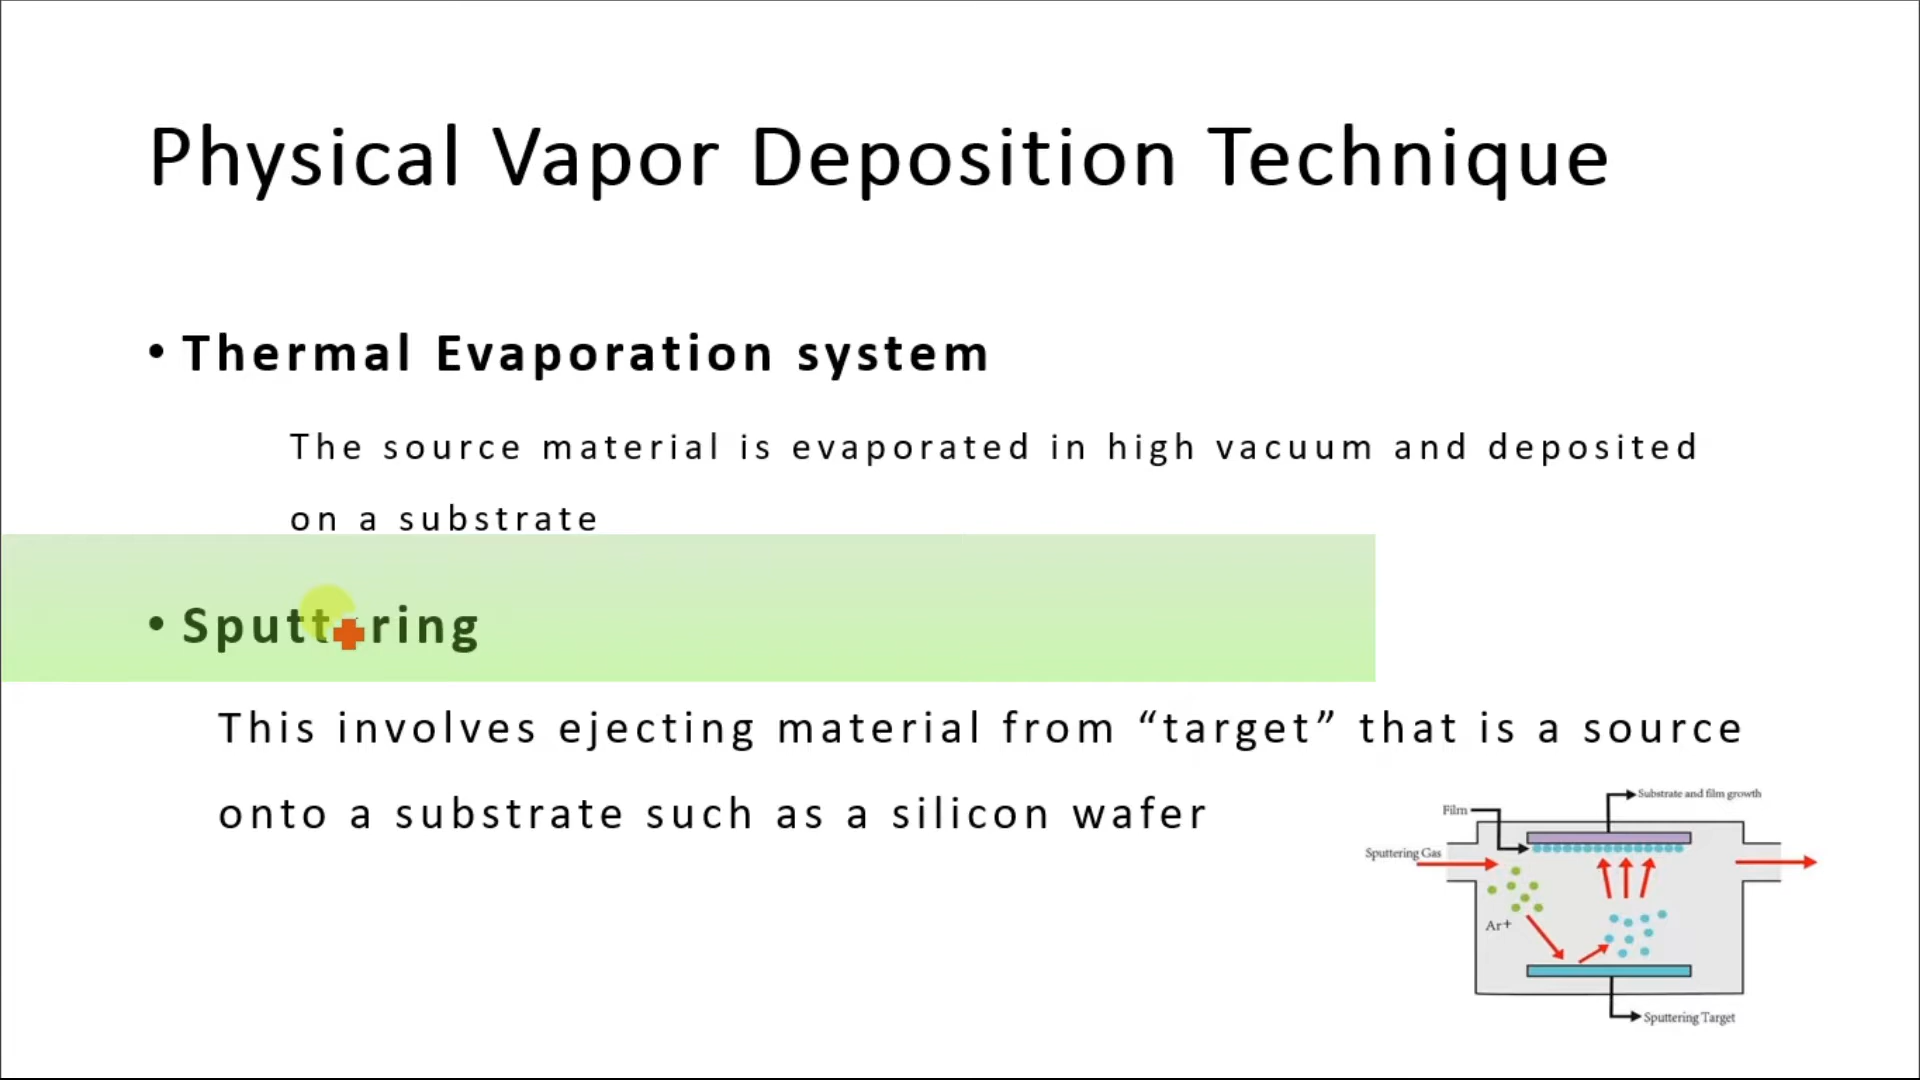 Physical Vapor Deposition Technique
• Thermal Evaporation system
The source material is evaporated in high vacuum and deposited
on a substrate
• Sputtering
This involves ejecting material from “target” that is a source
onto a substrate such as a silicon wafer
Substrate and film growth
Film
Sputtering Gas
Ar+
Sputtering Target